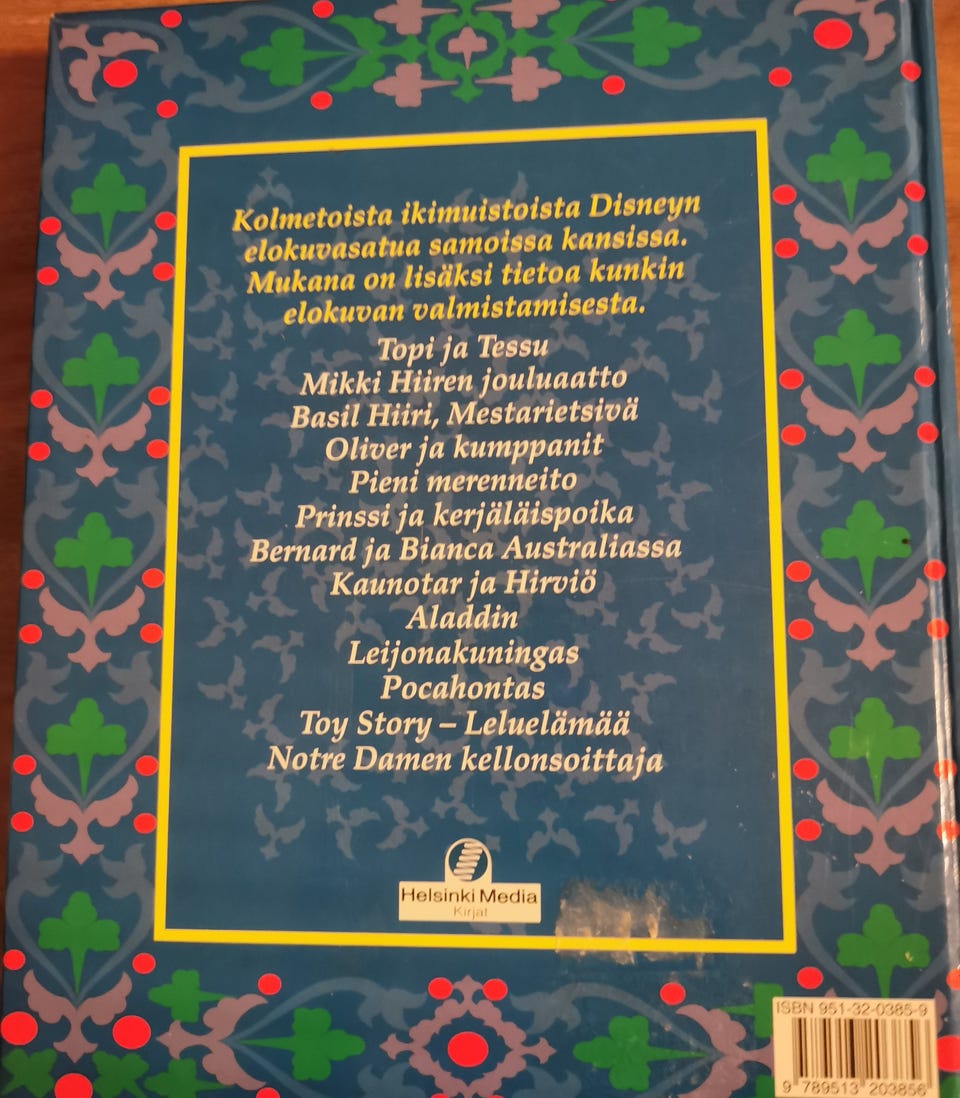 Kolmetoista ikimuistoista Disneyn
elokuvasatua samoissa kansissa.
Mukana on lisäksi tietoa kunkin
elokuvan valmistamisesta.
Topi ja Tessu
Mikki Hiiren jouluaatto
Basil Hiiri, Mestarietsivä
Oliver ja kumppanit
Pieni merenneito
Prinssi ja kerjäläispoika
Bernard ja Bianca Australiassa
Kaunotar ja Hirviö
Aladdin
Leijonakuningas
Pocahontas
Toy Story – Leluelämää
Notre Damen kellonsoittaja
Helsinki Media
Kirjat
ISBN 951-32-0385-9
9 789513 203856